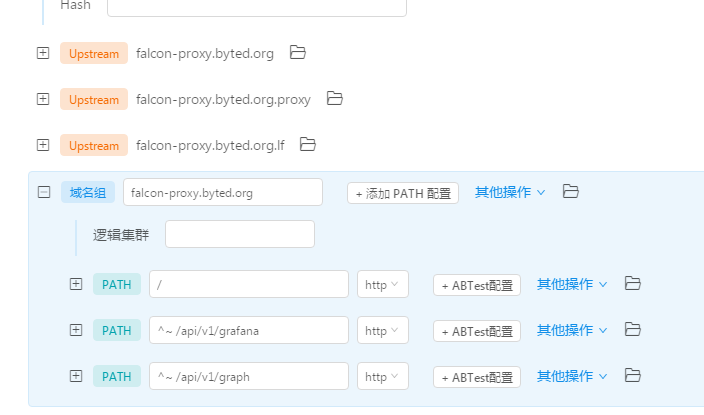 Hash
Upstream falcon-proxy.byted.org
Upstream falcon-proxy.byted.org.proxy
Upstream falcon-proxy.byted.org.lf
域名组 falcon-proxy.byted.org + 添加 PATH 配置 其他操作
逻辑集群
PATH / http + ABTest配置 其他操作
PATH ^~ /api/v1/grafana http + ABTest配置 其他操作
PATH ^~ /api/v1/graph http + ABTest配置 其他操作